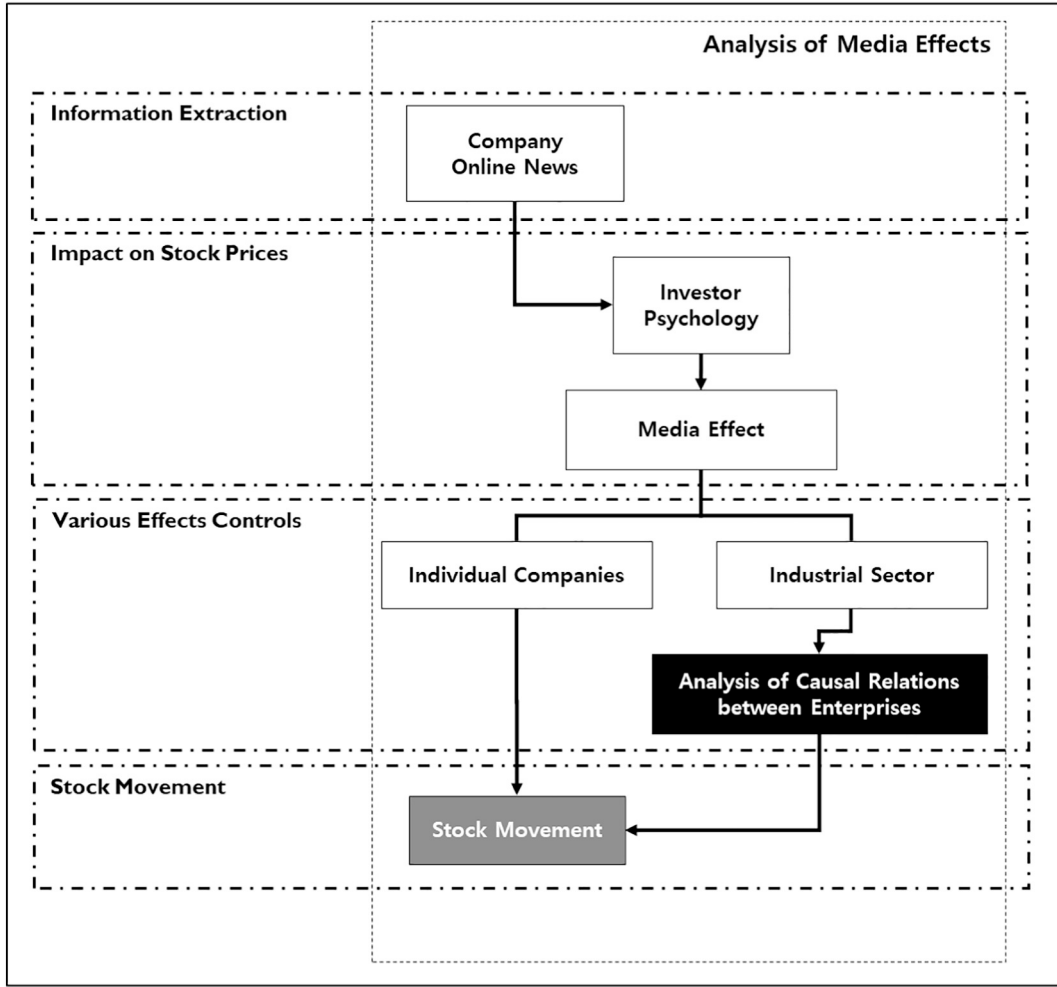 Analysis of Media Effects
Information Extraction
Company
Online News
Impact on Stock Prices
Investor
Psychology
Media Effect
Various Effects Controls
Individual Companies
Industrial Sector
Analysis of Causal Relations
between Enterprises
Stock Movement
Stock Movement